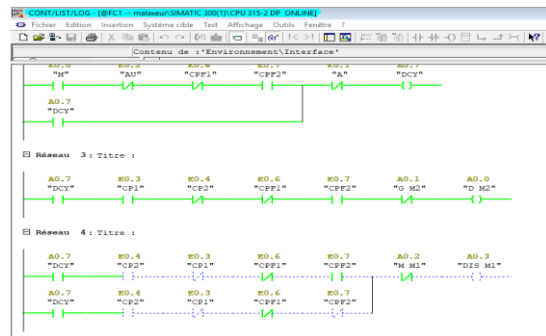 CONT/LIST/LOG - [@FC1 -- malaxeur\SIMATIC 300(1)\CPU 315-2 DP ONLINE]
Fichier Edition Insertion Système cible Test Affichage Outils Fenêtre ?
Contenu de :'Environnement\Interface'
"M" "AU" "CPF1" "CPF2" "A" "DCY"
A0.7
"DCY"
Réseau 3 : Titre :
A0.7 E0.3 E0.4 E0.6 E0.7 A0.1 A0.0
"DCY" "CP1" "CP2" "CPF1" "CPF2" "G M2" "D M2"
Réseau 4 : Titre :
A0.7 E0.4 E0.3 E0.6 E0.7 A0.2 A0.3
"DCY" "CP2" "CP1" "CPF1" "CPF2" "M M1" "DIS M1"
A0.7 E0.4 E0.3 E0.6 E0.7
"DCY" "CP2" "CP1" "CPF1" "CPF2"